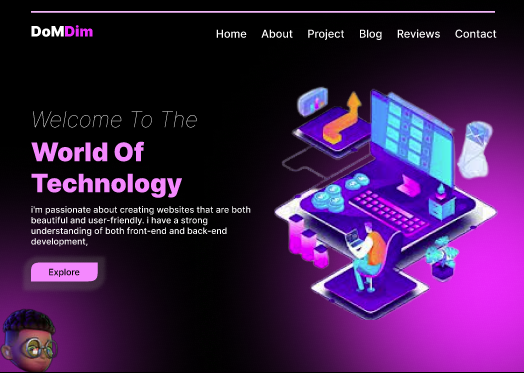 DoMDim
Home About Project Blog Reviews Contact
Welcome To The
World Of
Technology
i'm passionate about creating websites that are both
beautiful and user-friendly. i have a strong
understanding of both front-end and back-end
development,
Explore